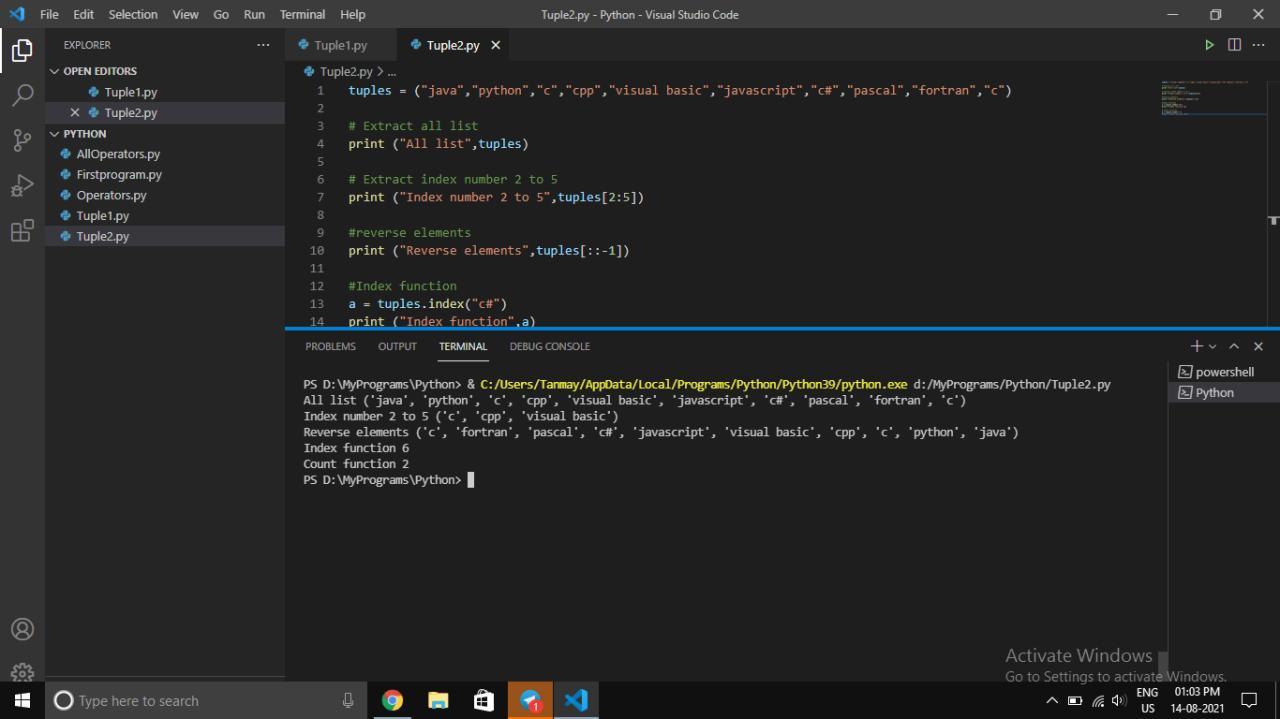 File Edit Selection View Go Run Terminal Help
Tuple2.py - Python - Visual Studio Code
EXPLORER
OPEN EDITORS
Tuple1.py
Tuple2.py
PYTHON
AllOperators.py
Firstprogram.py
Operators.py
Tuple1.py
Tuple2.py
Tuple1.py
Tuple2.py
Tuple2.py > ...
1 tuples = ("java","python","c","cpp","visual basic","javascript","c#","pascal","fortran","c")
2
3 # Extract all list
4 print ("All list",tuples)
5
6 # Extract index number 2 to 5
7 print ("Index number 2 to 5",tuples[2:5])
8
9 #reverse elements
10 print ("Reverse elements",tuples[::-1])
11
12 #Index function
13 a = tuples.index("c#")
14 print ("Index function",a)
PROBLEMS OUTPUT TERMINAL DEBUG CONSOLE
PS D:\MyPrograms\Python> & C:/Users/Tanmay/AppData/Local/Programs/Python/Python39/python.exe d:/MyPrograms/Python/Tuple2.py
All list ('java', 'python', 'c', 'cpp', 'visual basic', 'javascript', 'c#', 'pascal', 'fortran', 'c')
Index number 2 to 5 ('c', 'cpp', 'visual basic')
Reverse elements ('c', 'fortran', 'pascal', 'c#', 'javascript', 'visual basic', 'cpp', 'c', 'python', 'java')
Index function 6
Count function 2
PS D:\MyPrograms\Python>
powershell
Python
Activate Windows
Go to Settings to activate Windows.
Type here to search
1
ENG
US
01:03 PM
14-08-2021